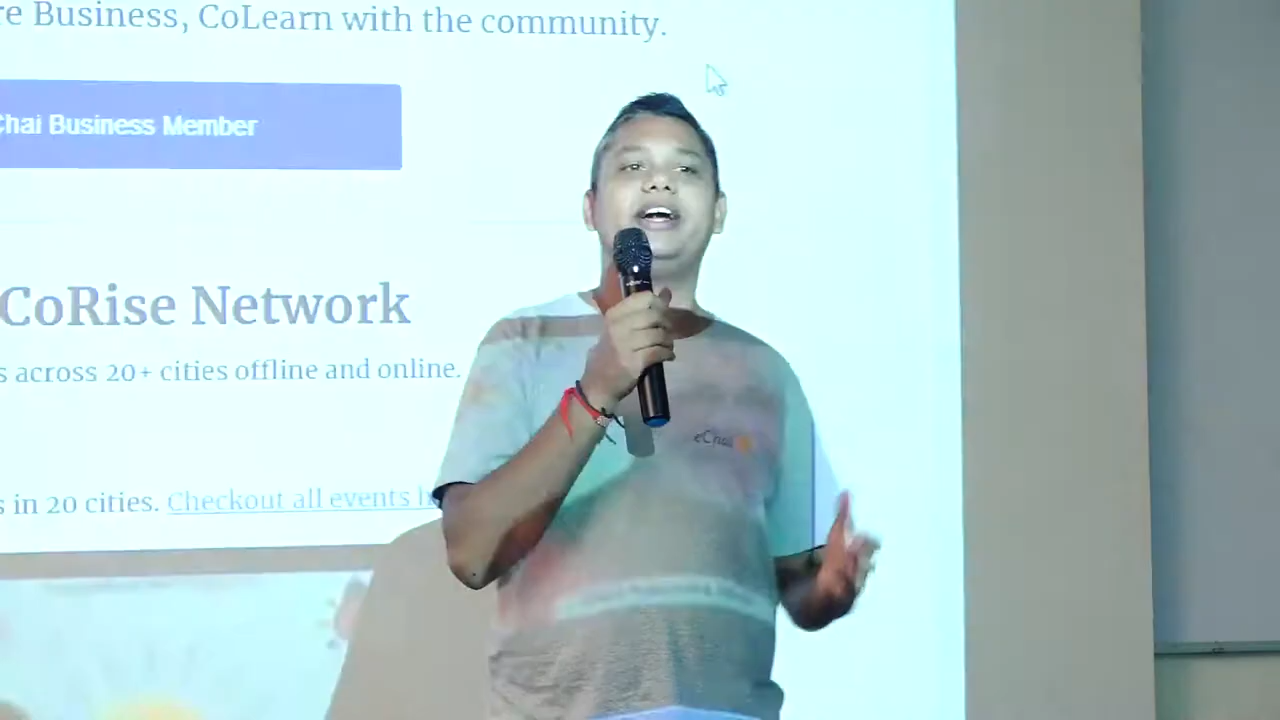 re Business, CoLearn with the community.
Chai Business Member
CoRise Network
s across 20+ cities offline and online.
eChai
s in 20 cities. Checkout all events